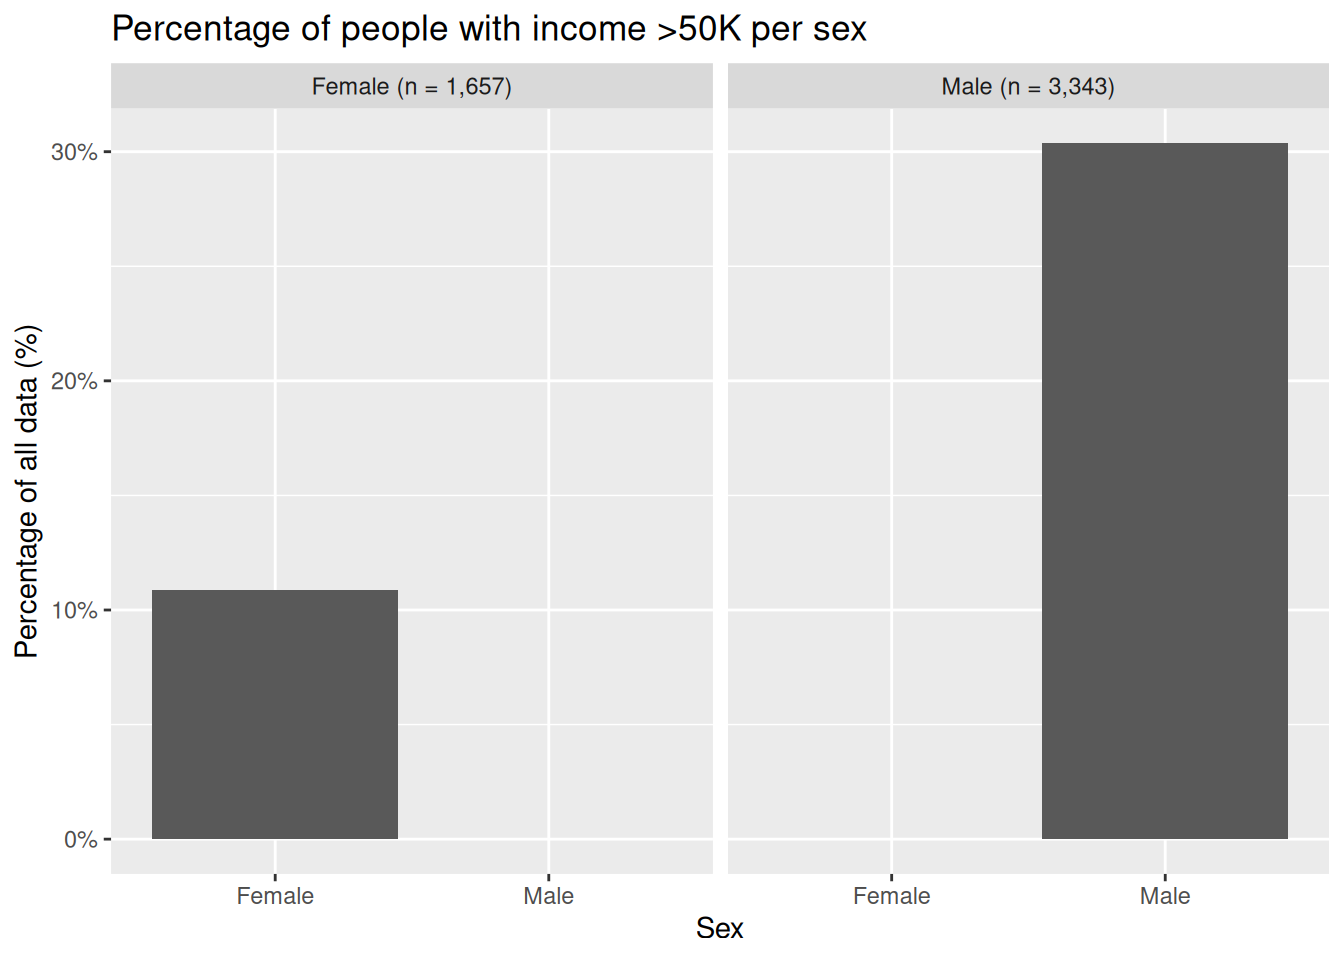 Percentage of people with income >50K per sex
Female (n = 1,657)
Male (n = 3,343)
Percentage of all data (%)
30%
20%
10%
0%
Female
Male
Female
Male
Sex